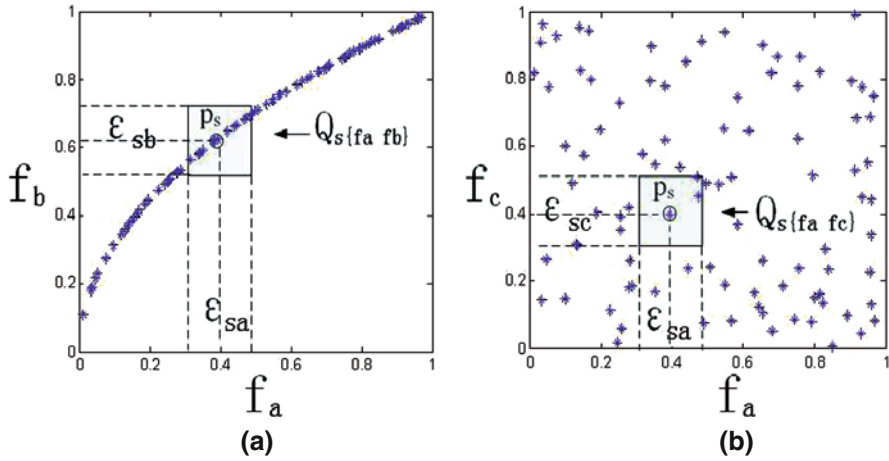 1
0.8
0.6
0.4
0.2
0
f_b
ε_sb
p_s
Q_s{fa fb}
ε_sa
0 0.2 0.4 0.6 0.8 1
f_a
(a)
1
0.8
0.6
0.4
0.2
0
f_c
ε_sc
p_s
Q_s{fa fc}
ε_sa
0 0.2 0.4 0.6 0.8 1
f_a
(b)